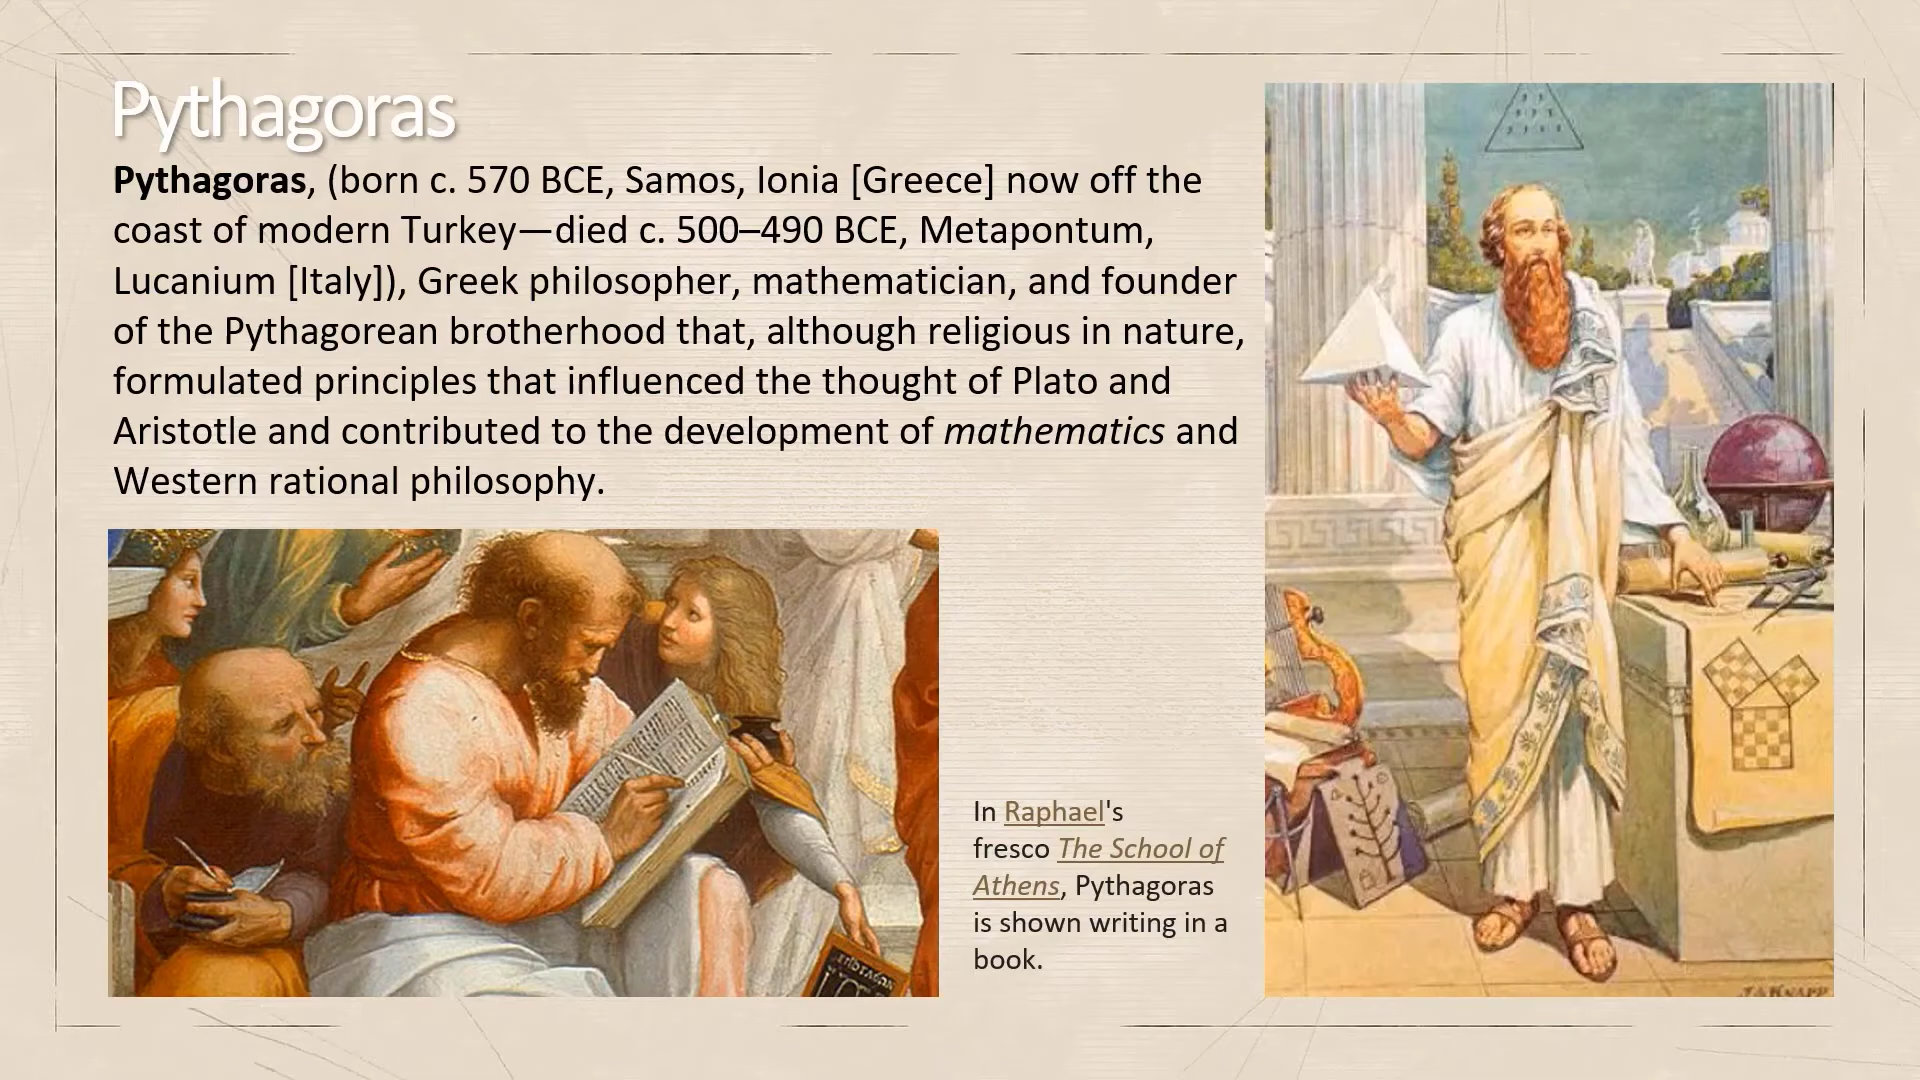 Pythagoras
Pythagoras, (born c. 570 BCE, Samos, Ionia [Greece] now off the
coast of modern Turkey—died c. 500–490 BCE, Metapontum,
Lucanium [Italy]), Greek philosopher, mathematician, and founder
of the Pythagorean brotherhood that, although religious in nature,
formulated principles that influenced the thought of Plato and
Aristotle and contributed to the development of mathematics and
Western rational philosophy.
In Raphael's
fresco The School of
Athens, Pythagoras
is shown writing in a
book.